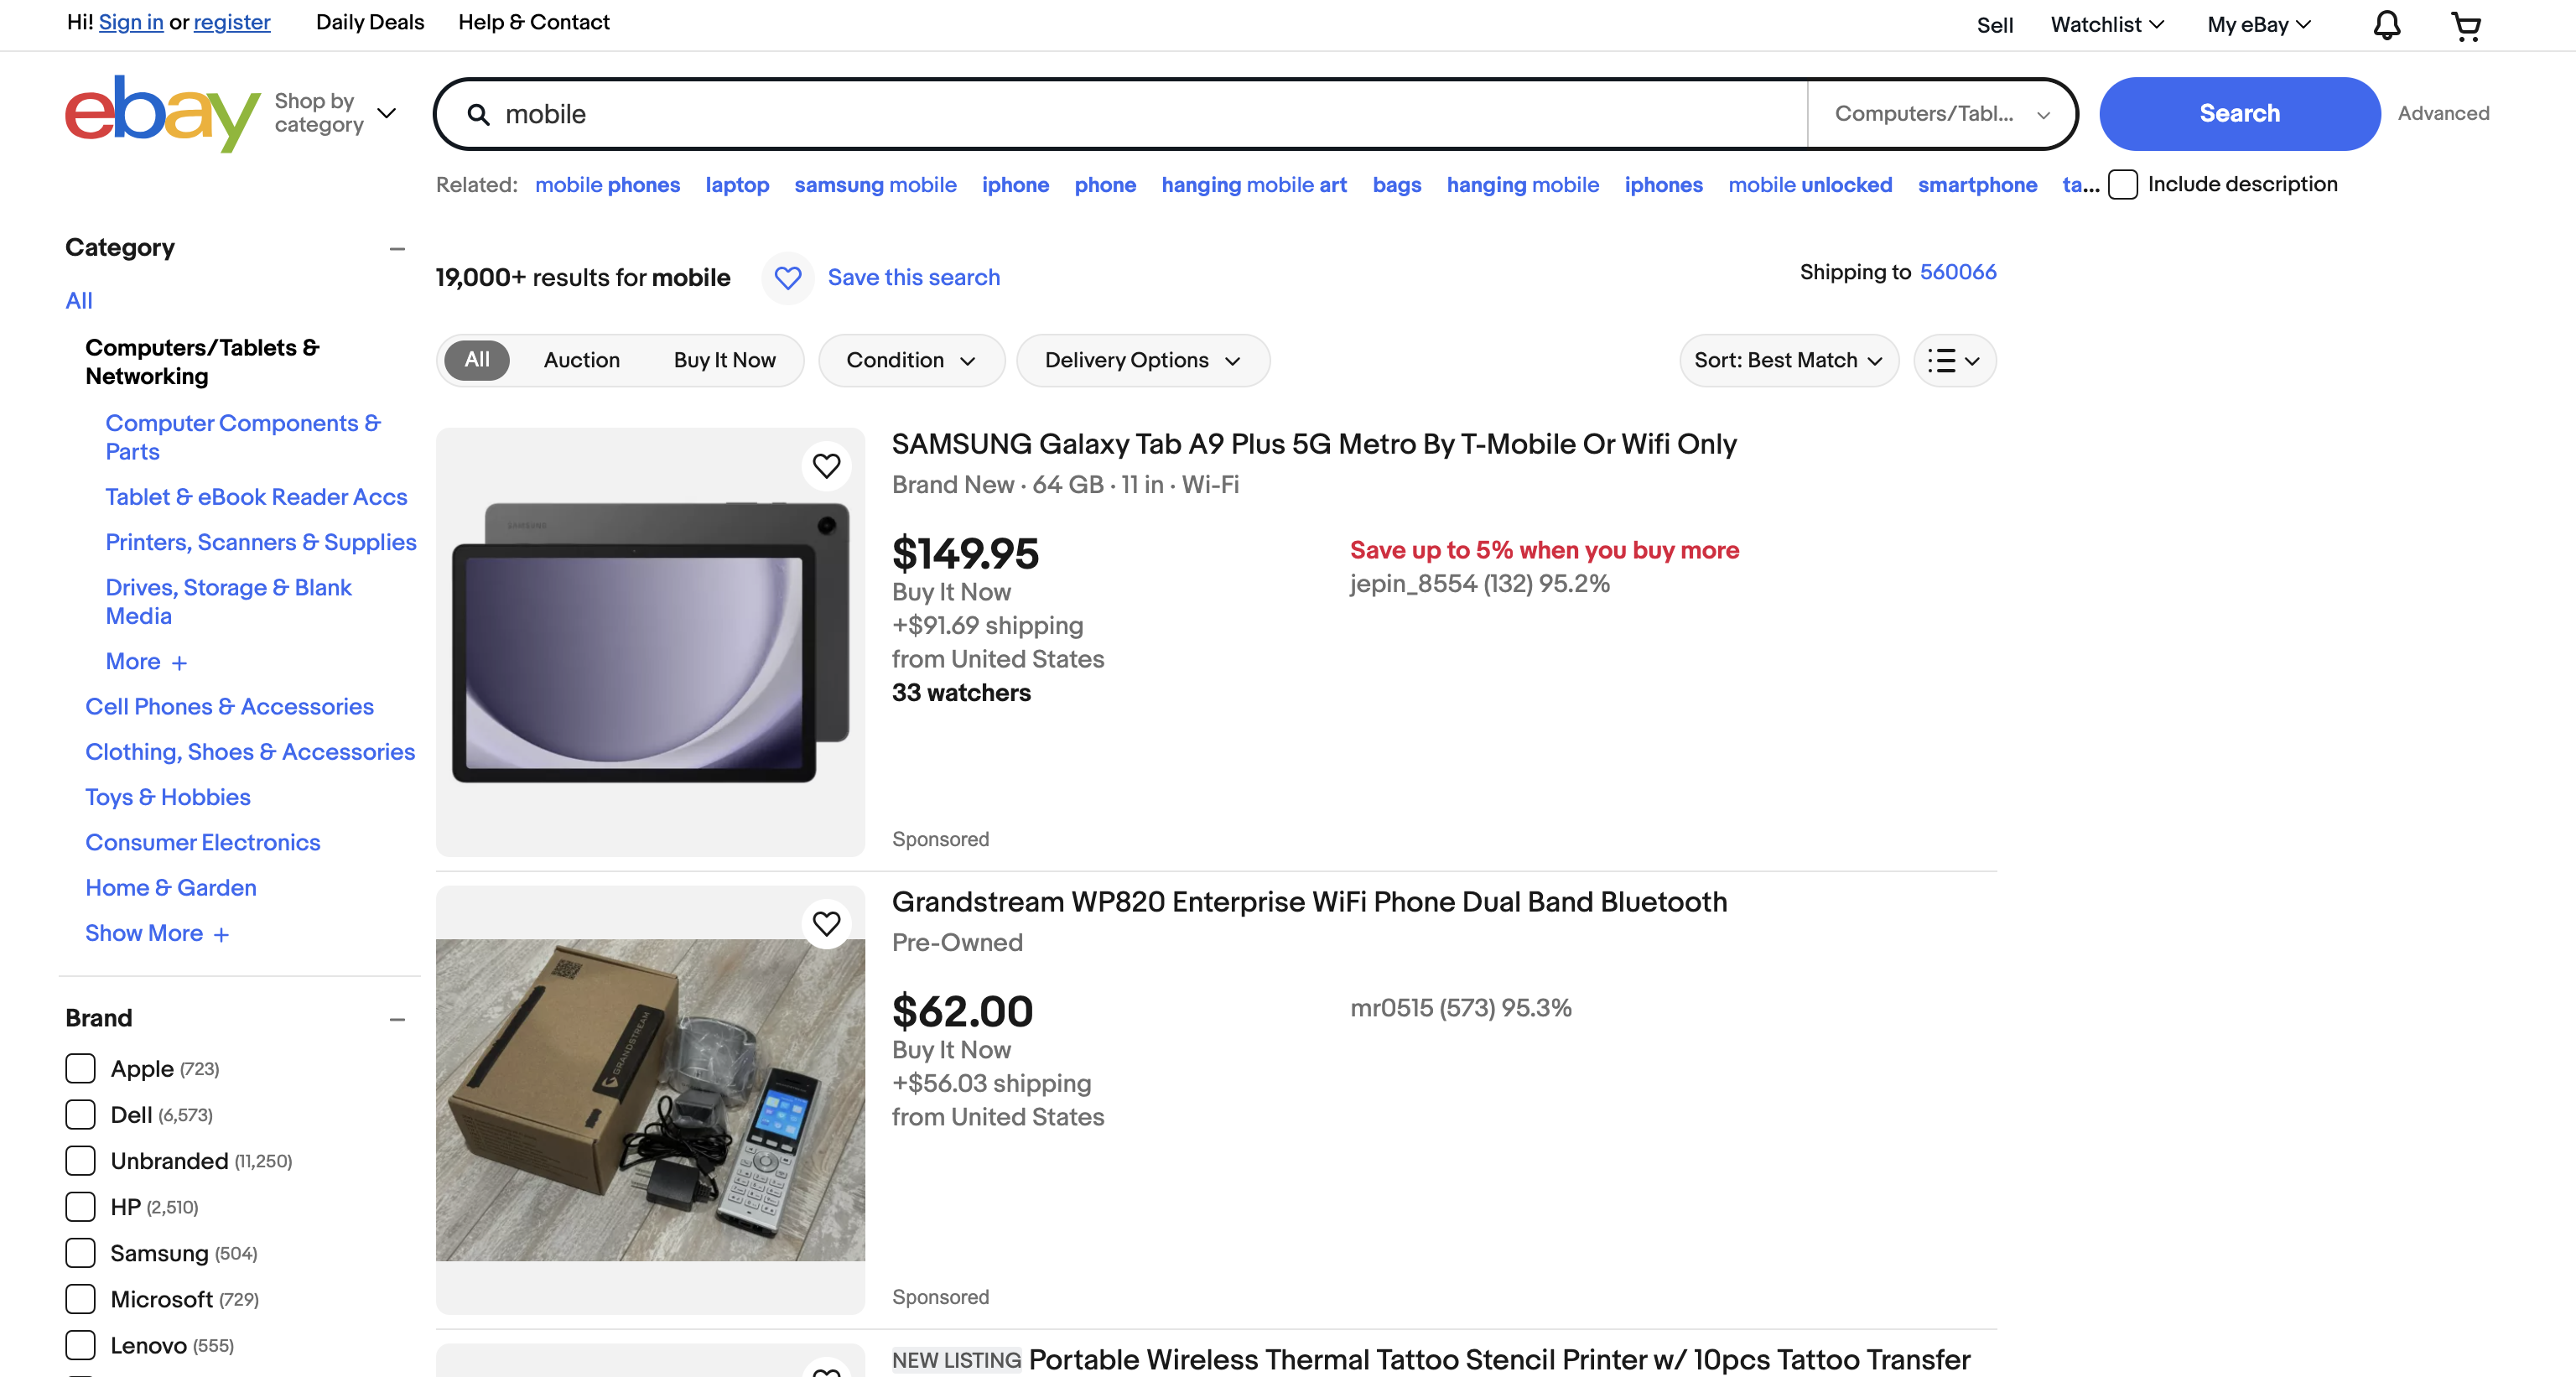 Hi! Sign in or register Daily Deals Help & Contact Sell Watchlist My eBay
ebay
Shop by
category
mobile Computers/Tabl... Search Advanced
Related: mobile phones laptop samsung mobile iphone phone hanging mobile art bags hanging mobile iphones mobile unlocked smartphone ta... Include description
Category
All
Computers/Tablets &
Networking
Computer Components &
Parts
Tablet & eBook Reader Accs
Printers, Scanners & Supplies
Drives, Storage & Blank
Media
More +
Cell Phones & Accessories
Clothing, Shoes & Accessories
Toys & Hobbies
Consumer Electronics
Home & Garden
Show More +
Brand
Apple (723)
Dell (6,573)
Unbranded (11,250)
HP (2,510)
Samsung (504)
Microsoft (729)
Lenovo (555)
19,000+ results for mobile Save this search Shipping to 560066
All Auction Buy It Now Condition Delivery Options Sort: Best Match
SAMSUNG
SAMSUNG Galaxy Tab A9 Plus 5G Metro By T-Mobile Or Wifi Only
Brand New · 64 GB · 11 in · Wi-Fi
$149.95 Save up to 5% when you buy more
Buy It Now jepin_8554 (132) 95.2%
+$91.69 shipping
from United States
33 watchers
Sponsored
GRANDSTREAM
Grandstream WP820 Enterprise WiFi Phone Dual Band Bluetooth
Pre-Owned
$62.00 mr0515 (573) 95.3%
Buy It Now
+$56.03 shipping
from United States
Sponsored
NEW LISTING Portable Wireless Thermal Tattoo Stencil Printer w/ 10pcs Tattoo Transfer